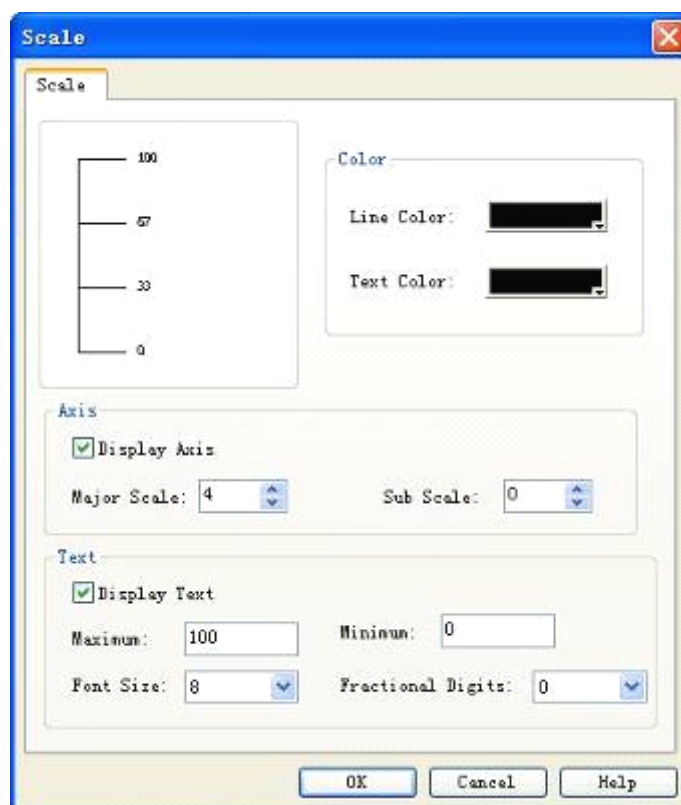 Scale
Scale
100
67
33
0
Color
Line Color:
Text Color:
Axis
Display Axis
Major Scale: 4 Sub Scale: 0
Text
Display Text
Maximum: 100 Minimum: 0
Font Size: 8 Fractional Digits: 0
OK Cancel Help